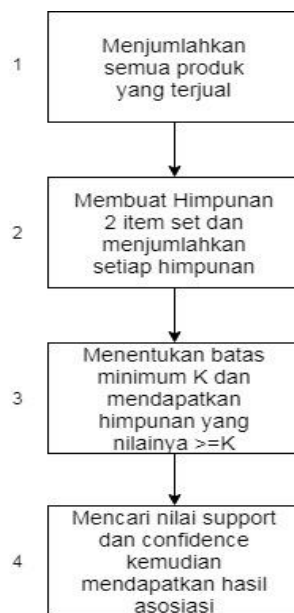 1
Menjumlahkan
semua produk
yang terjual
2
Membuat Himpunan
2 item set dan
menjumlahkan
setiap himpunan
3
Menentukan batas
minimum K dan
mendapatkan
himpunan yang
nilainya >=K
4
Mencari nilai support
dan confidence
kemudian
mendapatkan hasil
asosiasi